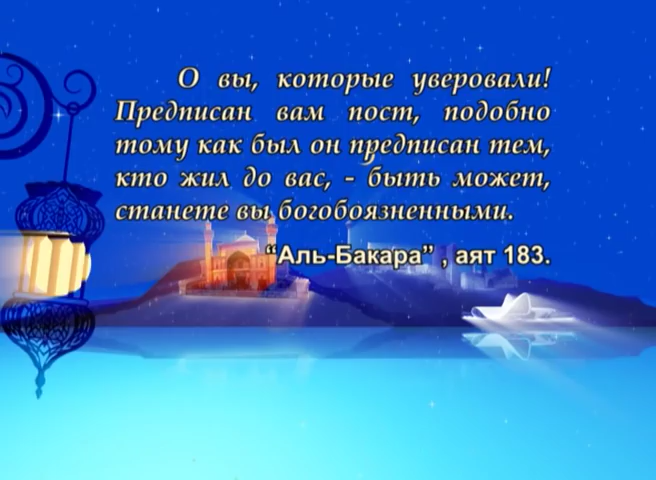 О вы, которые уверовали!
Предписан вам пост, подобно
тому как был он предписан тем,
кто жил до вас, - быть может,
станете вы богобоязненными.
“Аль-Бакара” , аят 183.